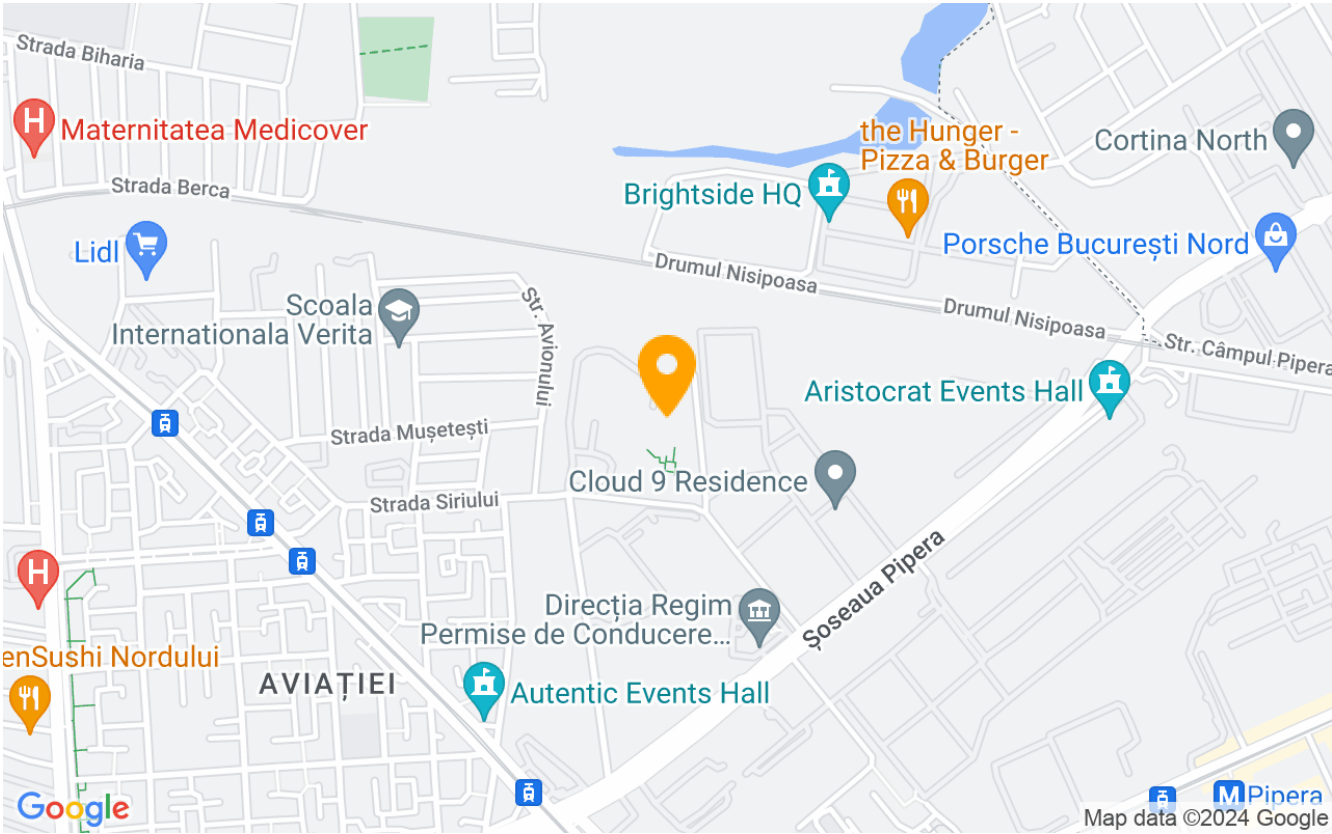 Strada Biharia
H
Maternitatea Medicover
the Hunger -
Pizza & Burger
Cortina North
Strada Berca
Brightside HQ
Lidl
Porsche București Nord
Drumul Nisipoasa
Scoala
Internationala Verita
Str. Avionului
Drumul Nisipoasa
Str. Câmpul Pipera
Aristocrat Events Hall
Strada Mușetești
Cloud 9 Residence
Strada Siriului
H
Șoseaua Pipera
Direcția Regim
Permise de Conducere...
enSushi Nordului
AVIAȚIEI
Autentic Events Hall
M Pipera
Google
Map data ©2024 Google